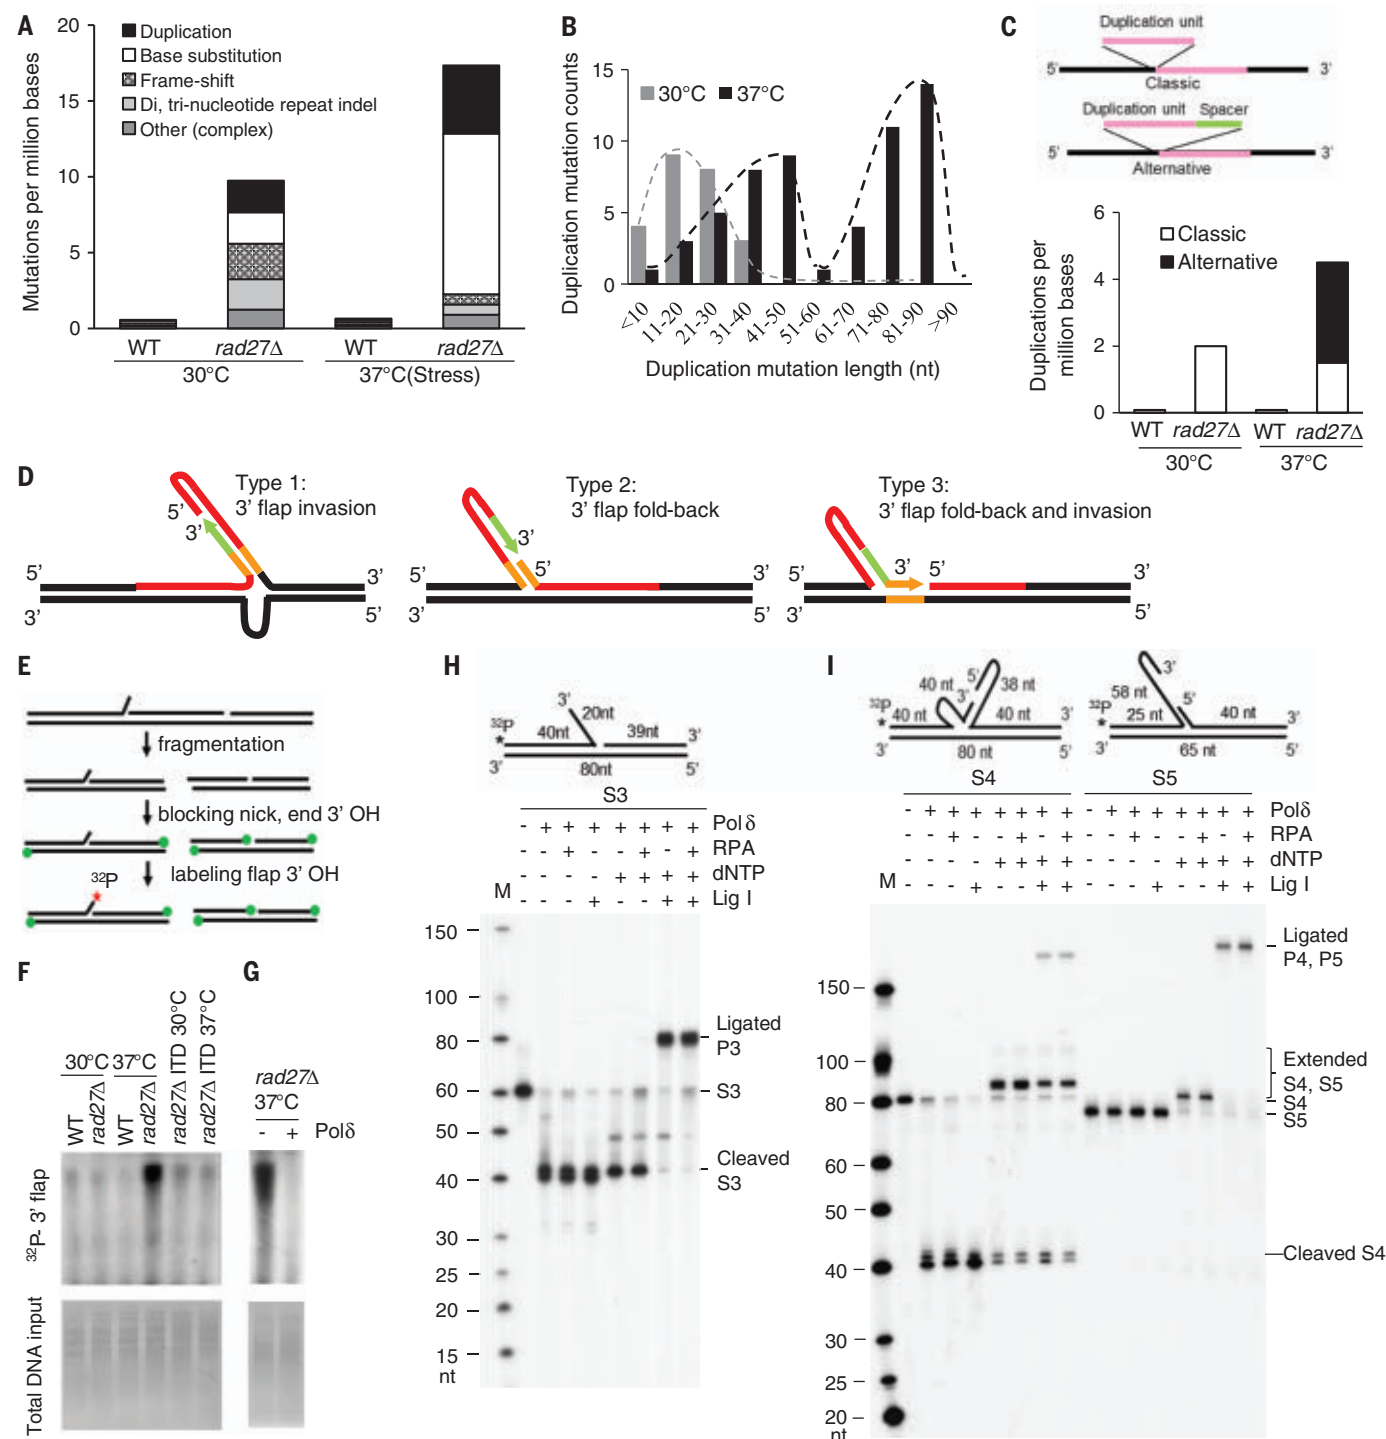 A
Mutations per million bases
20
15
10
5
0
Duplication
Base substitution
Frame-shift
Di, tri-nucleotide repeat indel
Other (complex)
WT rad27Δ WT rad27Δ
30°C 37°C(Stress)
B
Duplication mutation counts
15
10
5
0
30°C 37°C
<10 11-20 21-30 31-40 41-50 51-60 61-70 71-80 81-90 >90
Duplication mutation length (nt)
C
Duplication unit
5' 3'
Classic
Duplication unit Spacer
5' 3'
Alternative
Duplications per
million bases
6
4
2
0
Classic
Alternative
WT rad27Δ WT rad27Δ
30°C 37°C
D
Type 1:
3' flap invasion
5'
3'
5' 3'
3' 5'
Type 2:
3' flap fold-back
3'
5'
5' 3'
3' 5'
Type 3:
3' flap fold-back and invasion
3' 5'
5' 3'
3' 5'
E
fragmentation
blocking nick, end 3' OH
labeling flap 3' OH
32P
F
30°C 37°C
WT rad27Δ WT rad27Δ rad27Δ ITD 30°C rad27Δ ITD 37°C
32P- 3' flap
Total DNA input
G
rad27Δ
37°C
- + Polδ
H
3'
20nt
32P
*
40nt 39nt
3'
3' 80nt 5'
S3
- + + + + + + + Polδ
- - + - - + - + RPA
- - - - + + + + dNTP
M - - - + - - + + Lig I
150
100
80
60
50
40
30
25
20
15
nt
Ligated
P3
S3
Cleaved
S3
I
40 nt 5' 38 nt
3'
32P
*
40 nt 40 nt 3'
3' 80 nt 5'
S4
3'
58 nt 5'
32P
*
25 nt 40 nt
3'
3' 65 nt 5'
S5
- + + + + + + + - + + + + + + + Polδ
- - + - - + - + - - + - - + - + RPA
- - - - + + + + - - - - + + + + dNTP
M - - - + - - + + - - - + - - + + Lig I
150
100
80
60
50
40
30
25
20
nt
Ligated
P4, P5
Extended
S4, S5
S4
S5
Cleaved S4